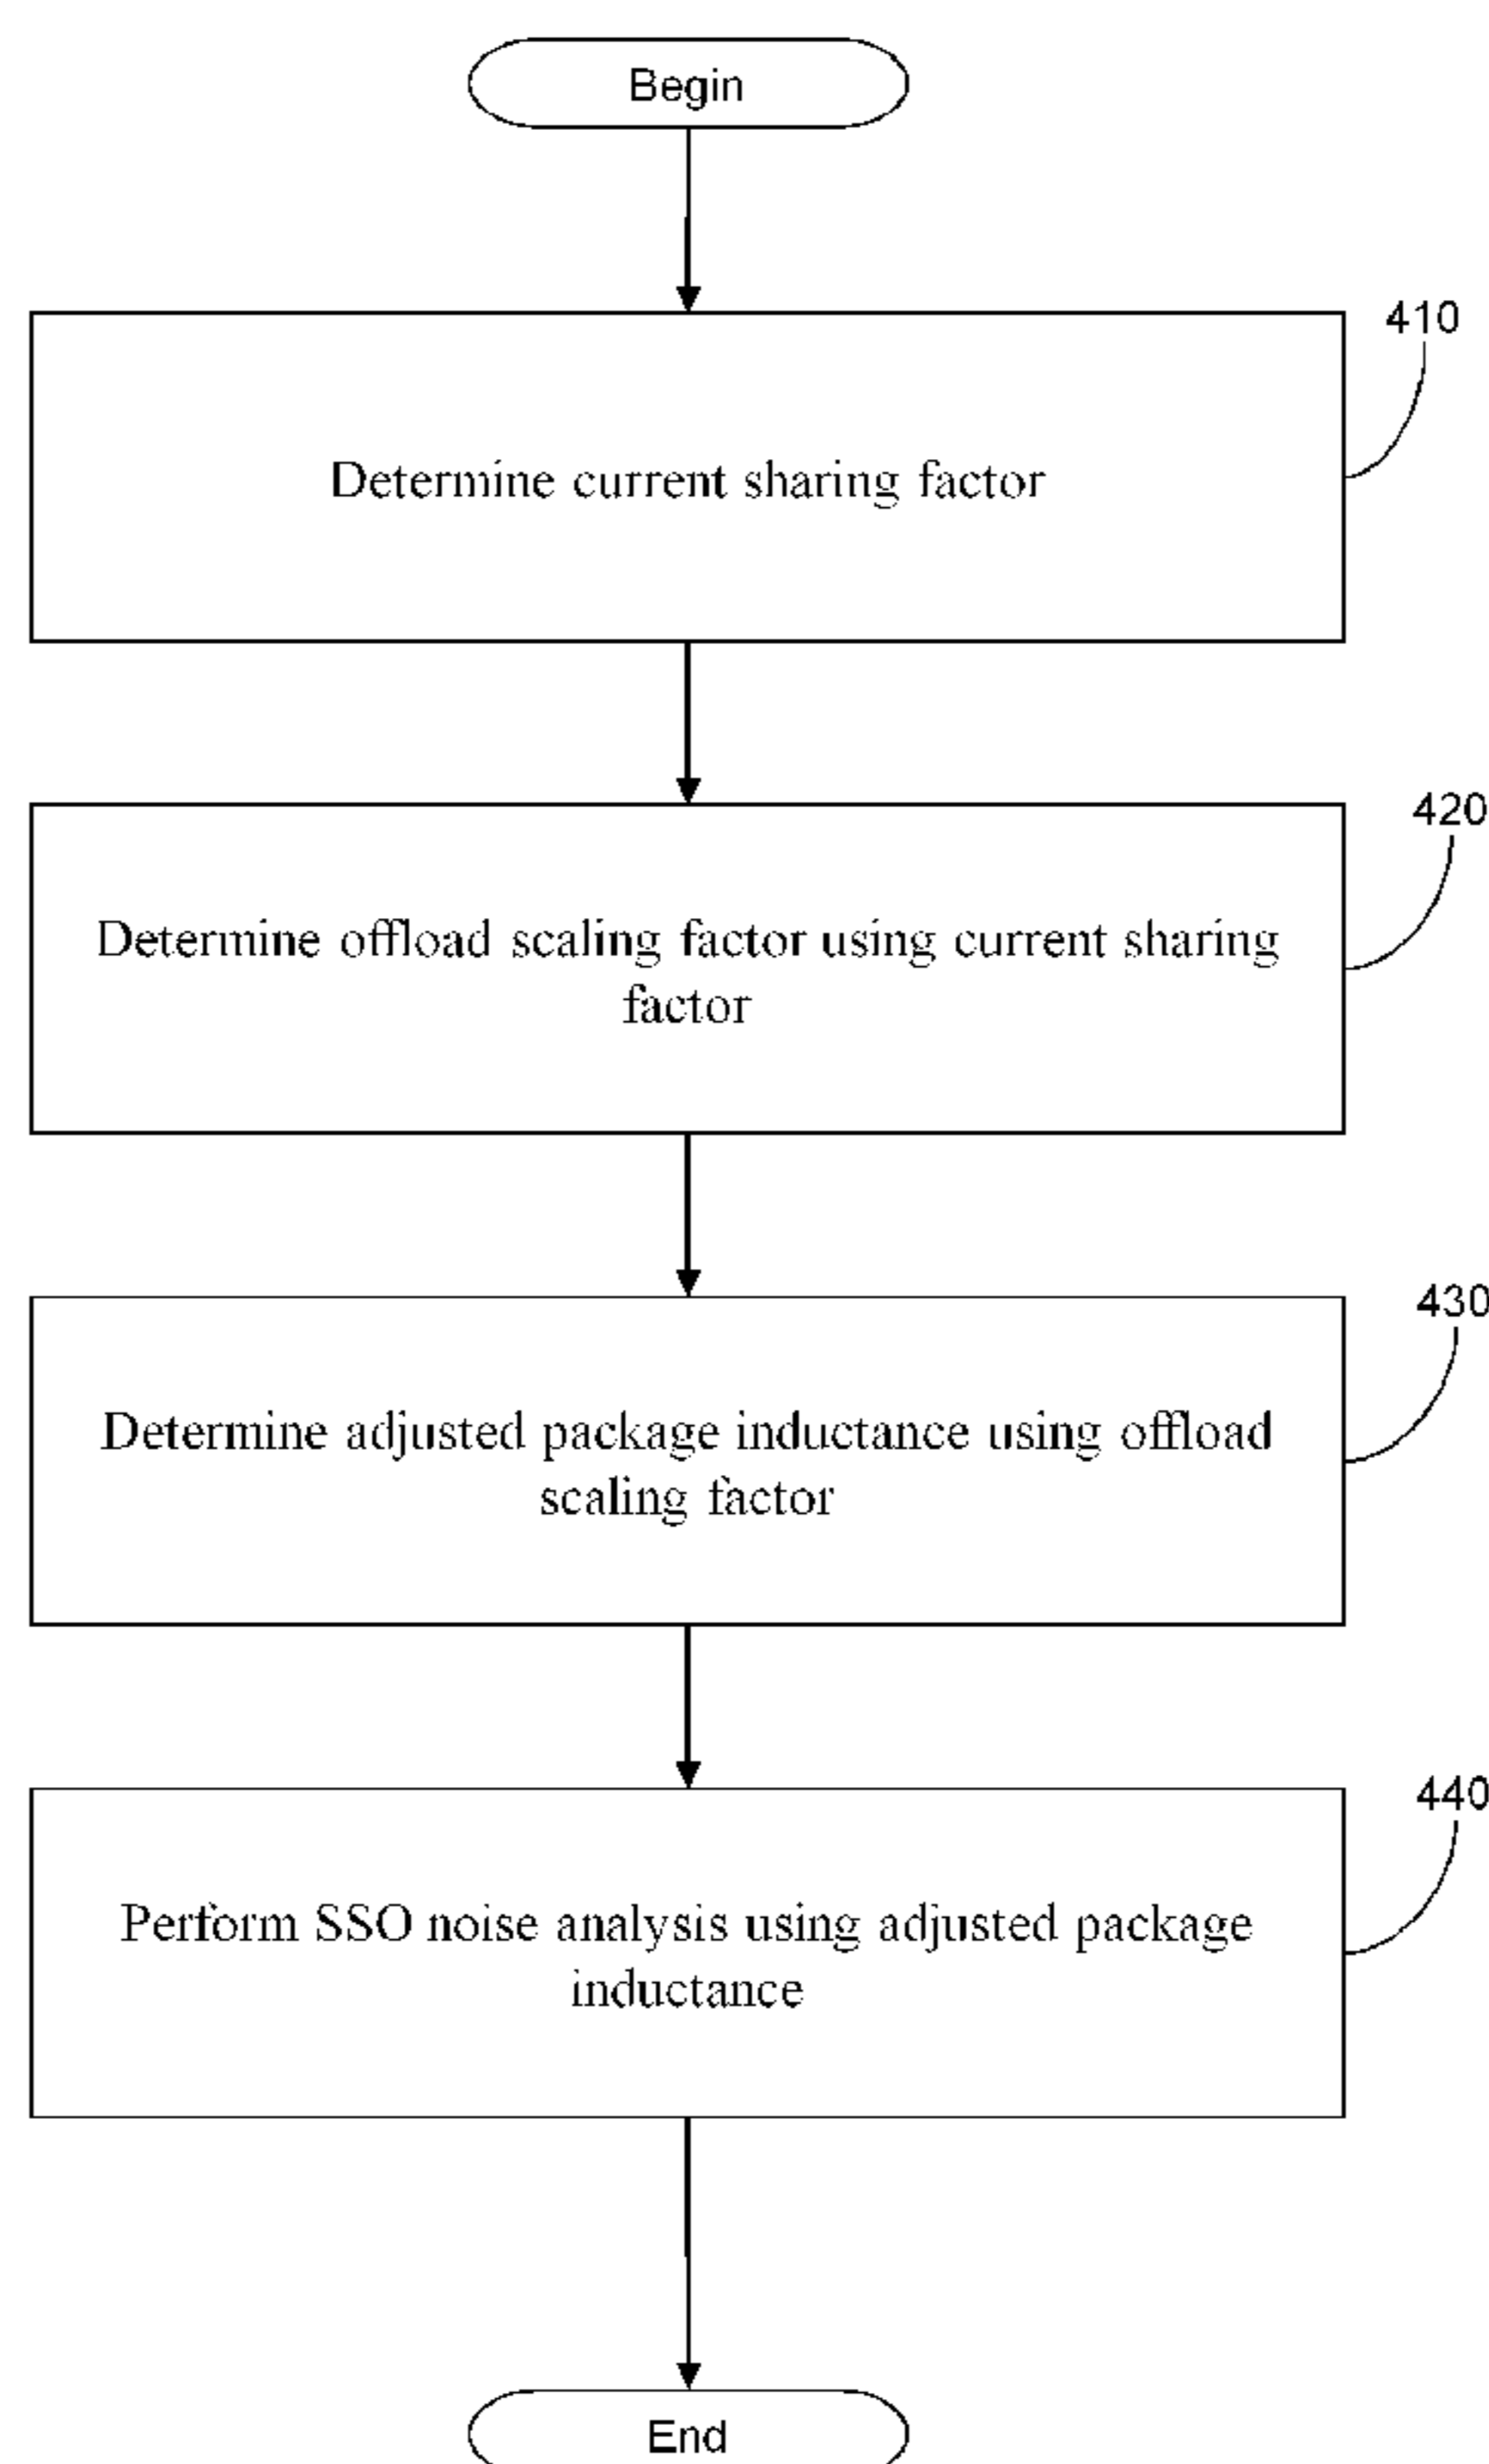 Begin
410
Determine current sharing factor
420
Determine offload scaling factor using current sharing
factor
430
Determine adjusted package inductance using offload
scaling factor
440
Perform SSO noise analysis using adjusted package
inductance
End